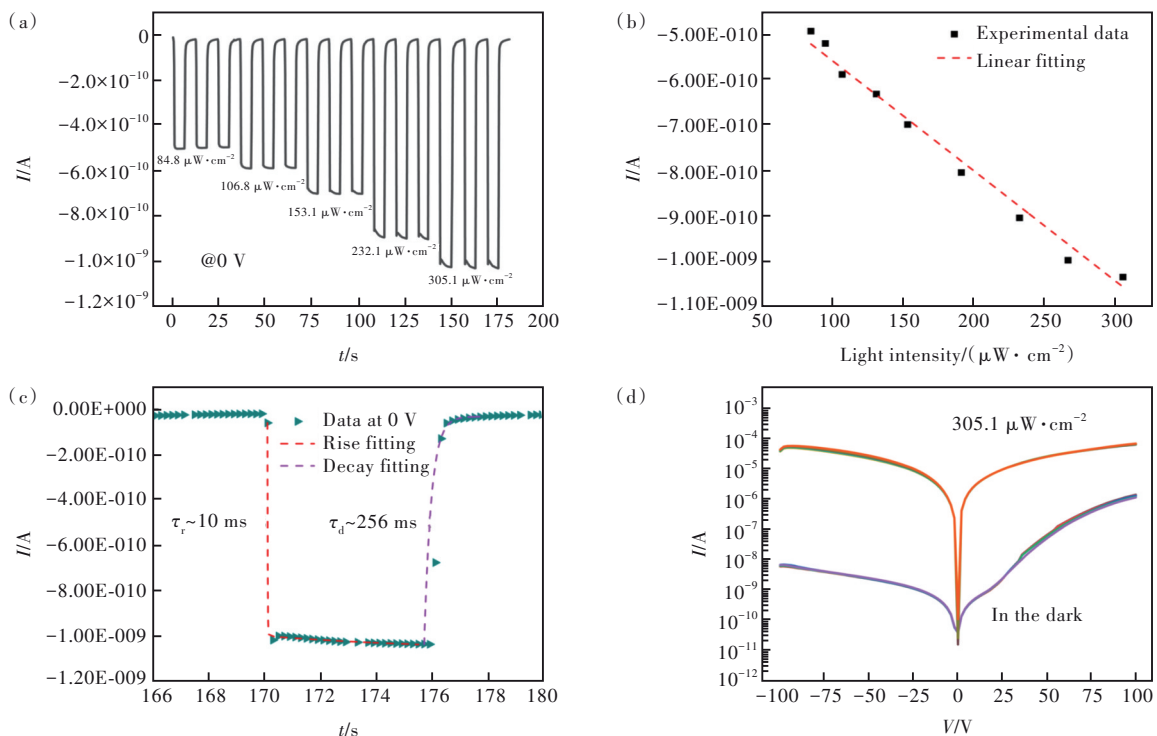 (a)
0
−2.0×10⁻¹⁰
−4.0×10⁻¹⁰
−6.0×10⁻¹⁰
−8.0×10⁻¹⁰
−1.0×10⁻⁹
−1.2×10⁻⁹
I/A
84.8 μW·cm⁻²
106.8 μW·cm⁻²
153.1 μW·cm⁻²
232.1 μW·cm⁻²
305.1 μW·cm⁻²
@0 V
0 25 50 75 100 125 150 175 200
t/s
(b)
−5.00E-010
−6.00E-010
−7.00E-010
−8.00E-010
−9.00E-010
−1.00E-009
−1.10E-009
I/A
Experimental data
Linear fitting
50 100 150 200 250 300
Light intensity/(μW·cm⁻²)
(c)
0.00E+000
−2.00E-010
−4.00E-010
−6.00E-010
−8.00E-010
−1.00E-009
−1.20E-009
I/A
Data at 0 V
Rise fitting
Decay fitting
τᵣ~10 ms
τd~256 ms
166 168 170 172 174 176 178 180
t/s
(d)
10⁻³
10⁻⁴
10⁻⁵
10⁻⁶
10⁻⁷
10⁻⁸
10⁻⁹
10⁻¹⁰
10⁻¹¹
10⁻¹²
I/A
305.1 μW·cm⁻²
In the dark
−100 −75 −50 −25 0 25 50 75 100
V/V